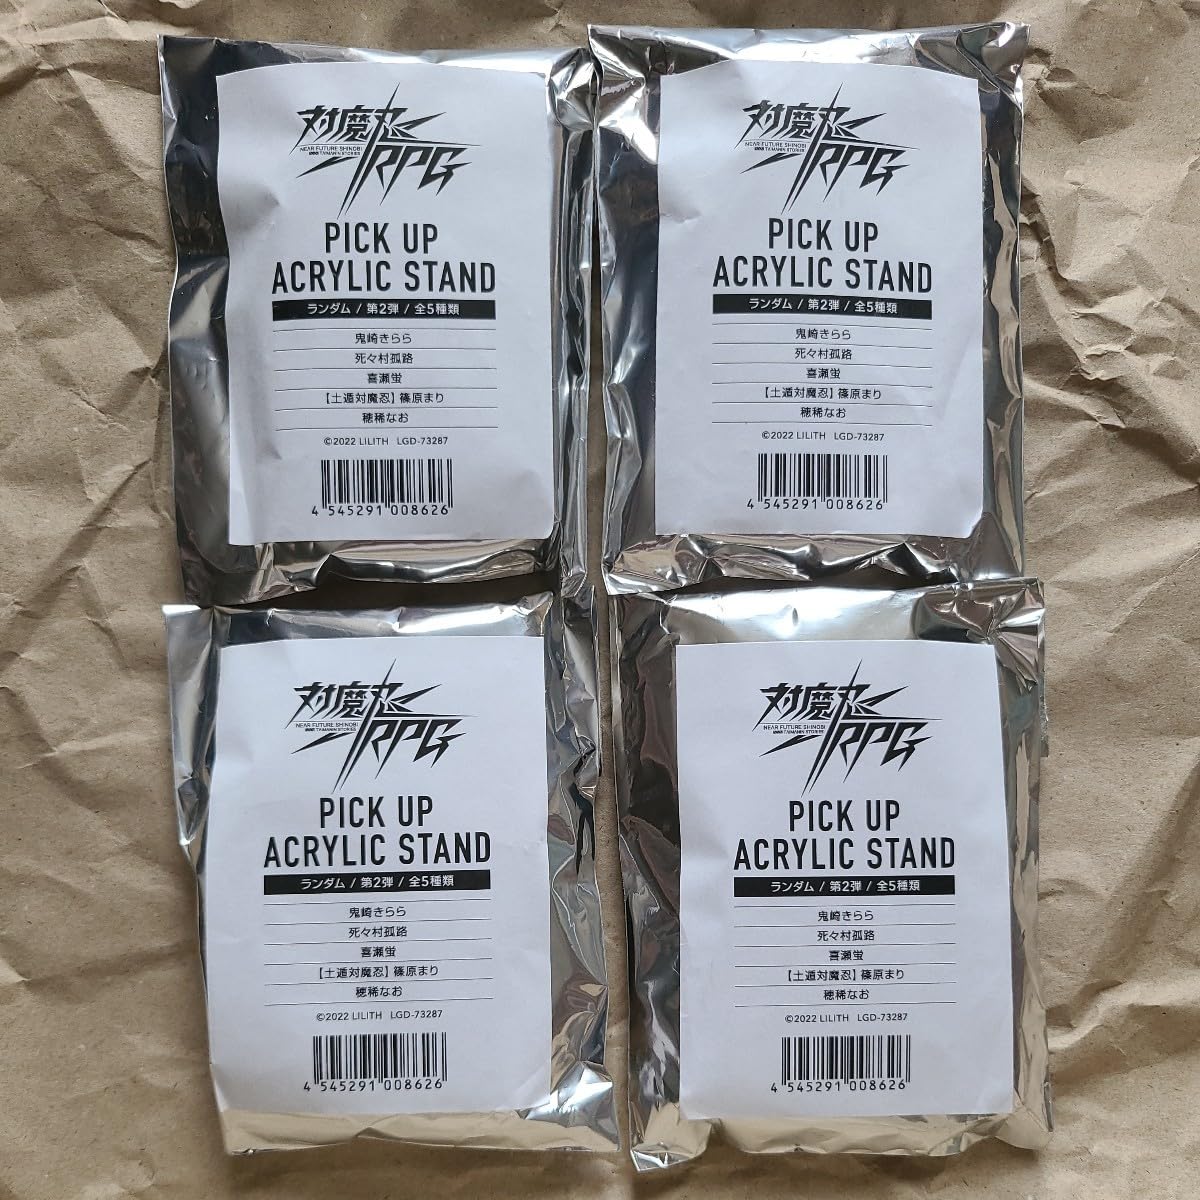 対魔忍RPG
NEAR FUTURE SHINOBI
TAIMANIN STORIES
PICK UP
ACRYLIC STAND
ランダム / 第2弾 / 全5種類
鬼崎きらら
死々村孤路
喜瀬蛍
【土遁対魔忍】篠原まり
穂稀なお
©2022 LILITH LGD-73287
4 545291 008626
対魔忍RPG
NEAR FUTURE SHINOBI
TAIMANIN STORIES
PICK UP
ACRYLIC STAND
ランダム / 第2弾 / 全5種類
鬼崎きらら
死々村孤路
喜瀬蛍
【土遁対魔忍】篠原まり
穂稀なお
©2022 LILITH LGD-73287
4 545291 008626
対魔忍RPG
NEAR FUTURE SHINOBI
TAIMANIN STORIES
PICK UP
ACRYLIC STAND
ランダム / 第2弾 / 全5種類
鬼崎きらら
死々村孤路
喜瀬蛍
【土遁対魔忍】篠原まり
穂稀なお
©2022 LILITH LGD-73287
4 545291 008626
対魔忍RPG
NEAR FUTURE SHINOBI
TAIMANIN STORIES
PICK UP
ACRYLIC STAND
ランダム / 第2弾 / 全5種類
鬼崎きらら
死々村孤路
喜瀬蛍
【土遁対魔忍】篠原まり
穂稀なお
©2022 LILITH LGD-73287
4 545291 008626